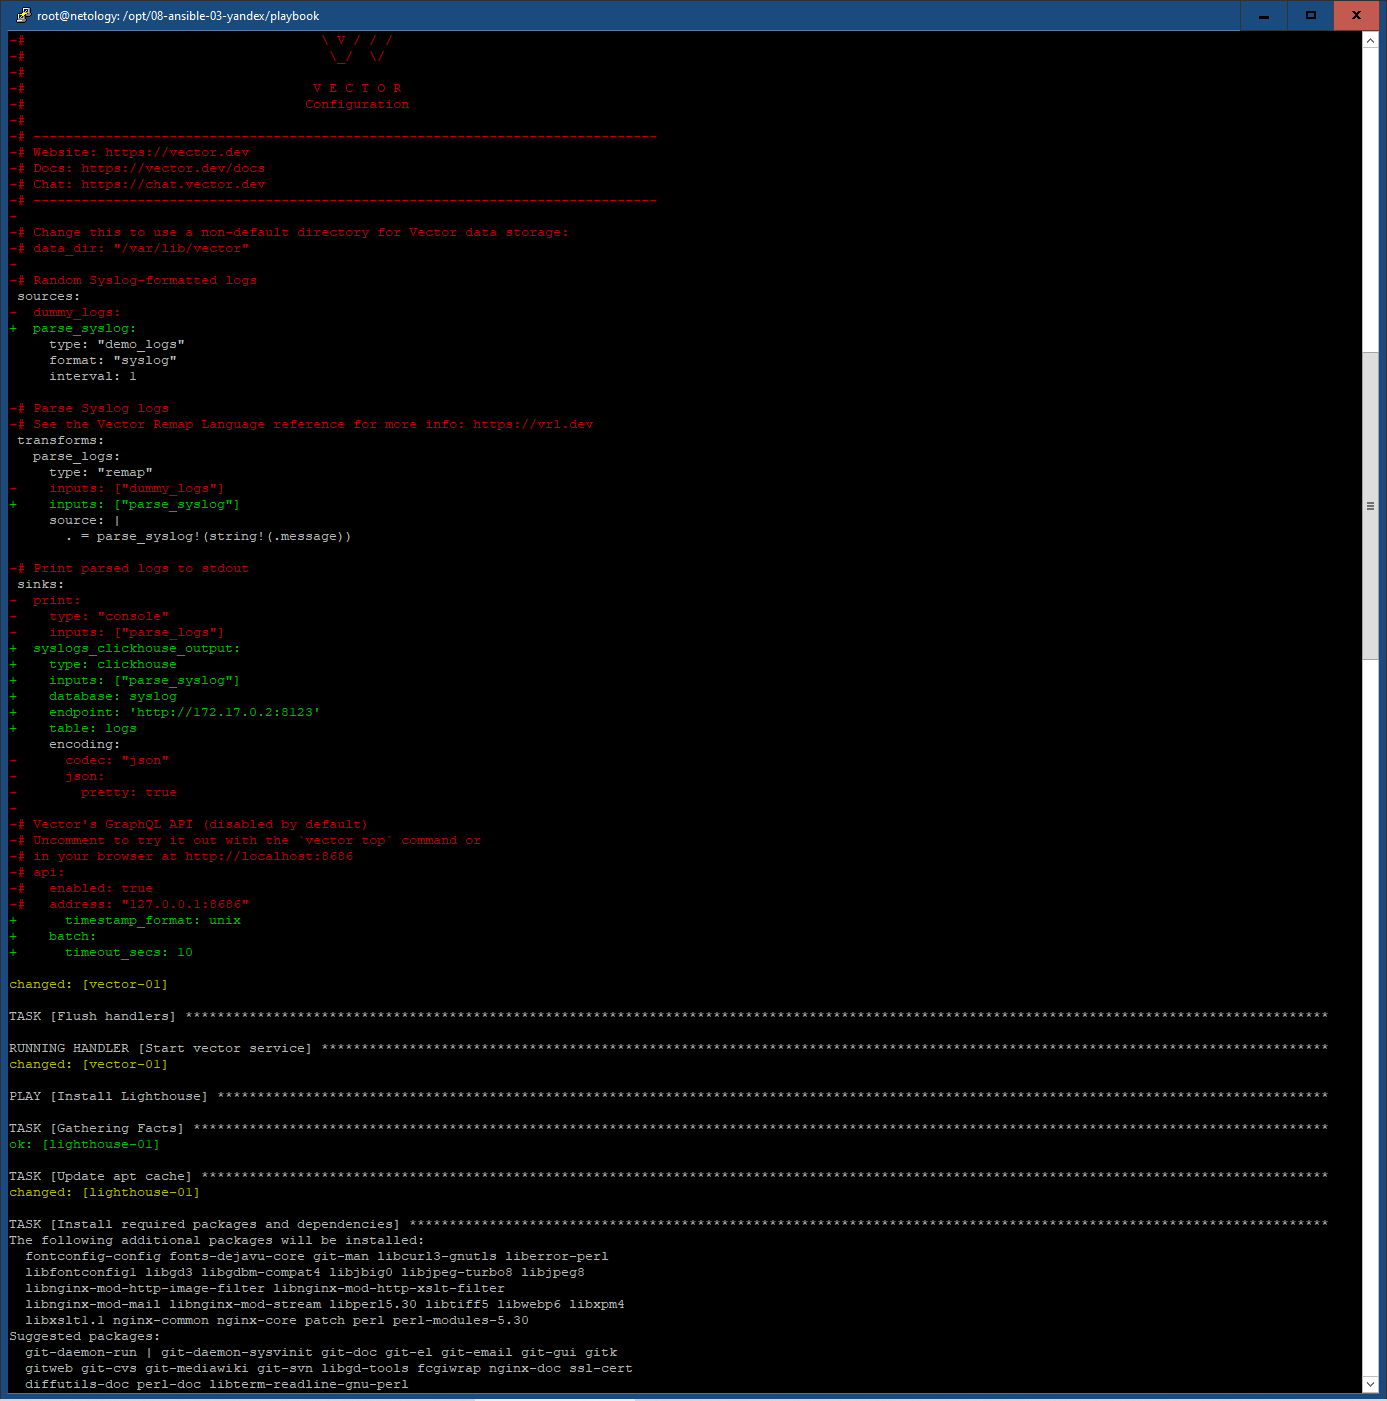 root@netology: /opt/08-ansible-03-yandex/playbook
-#                                     \ V / / /
-#                                      \_/  \/
-#
-#                                    V E C T O R
-#                                   Configuration
-#
-# ------------------------------------------------------------------------------
-# Website: https://vector.dev
-# Docs: https://vector.dev/docs
-# Chat: https://chat.vector.dev
-# ------------------------------------------------------------------------------
-
-# Change this to use a non-default directory for Vector data storage:
-# data_dir: "/var/lib/vector"
-
-# Random Syslog-formatted logs
 sources:
-  dummy_logs:
+  parse_syslog:
     type: "demo_logs"
     format: "syslog"
     interval: 1

-# Parse Syslog logs
-# See the Vector Remap Language reference for more info: https://vrl.dev
 transforms:
   parse_logs:
     type: "remap"
-    inputs: ["dummy_logs"]
+    inputs: ["parse_syslog"]
     source: |
       . = parse_syslog!(string!(.message))

-# Print parsed logs to stdout
 sinks:
-  print:
-    type: "console"
-    inputs: ["parse_logs"]
+  syslogs_clickhouse_output:
+    type: clickhouse
+    inputs: ["parse_syslog"]
+    database: syslog
+    endpoint: 'http://172.17.0.2:8123'
+    table: logs
     encoding:
-      codec: "json"
-      json:
-        pretty: true
-
-# Vector's GraphQL API (disabled by default)
-# Uncomment to try it out with the `vector top` command or
-# in your browser at http://localhost:8686
-# api:
-#   enabled: true
-#   address: "127.0.0.1:8686"
+      timestamp_format: unix
+    batch:
+      timeout_secs: 10

changed: [vector-01]

TASK [Flush handlers] ***********************************************************************************************************************************************

RUNNING HANDLER [Start vector service] ******************************************************************************************************************************
changed: [vector-01]

PLAY [Install Lighthouse] *******************************************************************************************************************************************

TASK [Gathering Facts] **********************************************************************************************************************************************
ok: [lighthouse-01]

TASK [Update apt cache] *********************************************************************************************************************************************
changed: [lighthouse-01]

TASK [Install required packages and dependencies] *******************************************************************************************************************
The following additional packages will be installed:
  fontconfig-config fonts-dejavu-core git-man libcurl3-gnutls liberror-perl
  libfontconfig1 libgd3 libgdbm-compat4 libjbig0 libjpeg-turbo8 libjpeg8
  libnginx-mod-http-image-filter libnginx-mod-http-xslt-filter
  libnginx-mod-mail libnginx-mod-stream libperl5.30 libtiff5 libwebp6 libxpm4
  libxslt1.1 nginx-common nginx-core patch perl perl-modules-5.30
Suggested packages:
  git-daemon-run | git-daemon-sysvinit git-doc git-el git-email git-gui gitk
  gitweb git-cvs git-mediawiki git-svn libgd-tools fcgiwrap nginx-doc ssl-cert
  diffutils-doc perl-doc libterm-readline-gnu-perl